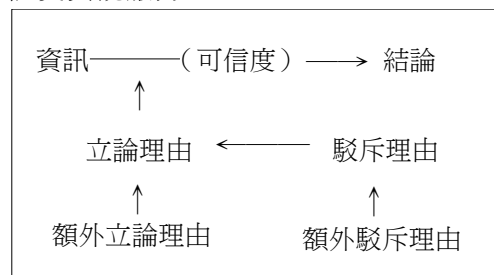 資訊———（可信度）——→ 結論
↑
立論理由 ←—— 駁斥理由
↑ ↑
額外立論理由 額外駁斥理由